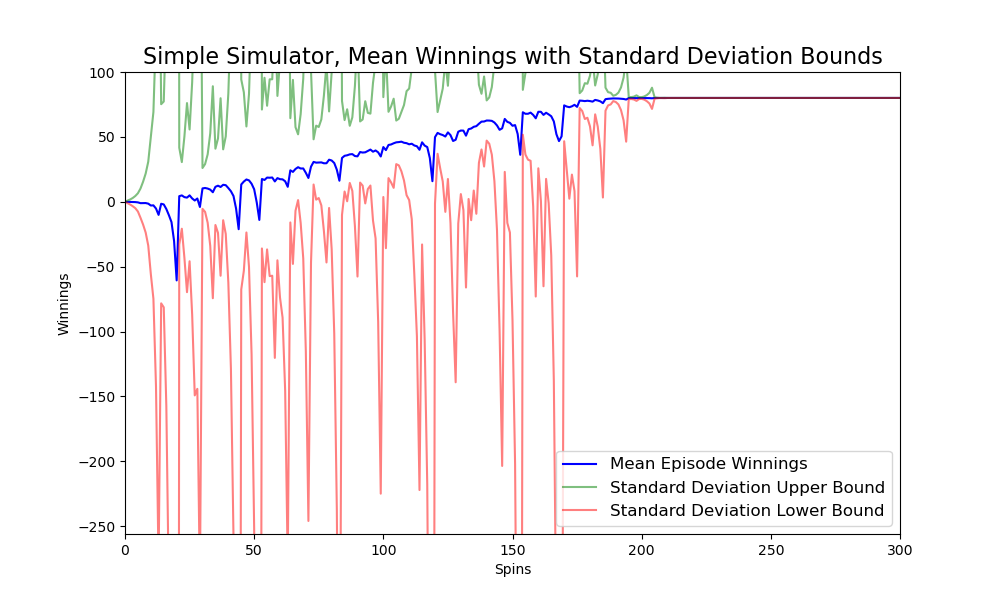 Simple Simulator, Mean Winnings with Standard Deviation Bounds
100
50
0
−50
−100
−150
−200
−250
Winnings
Mean Episode Winnings
Standard Deviation Upper Bound
Standard Deviation Lower Bound
0 50 100 150 200 250 300
Spins